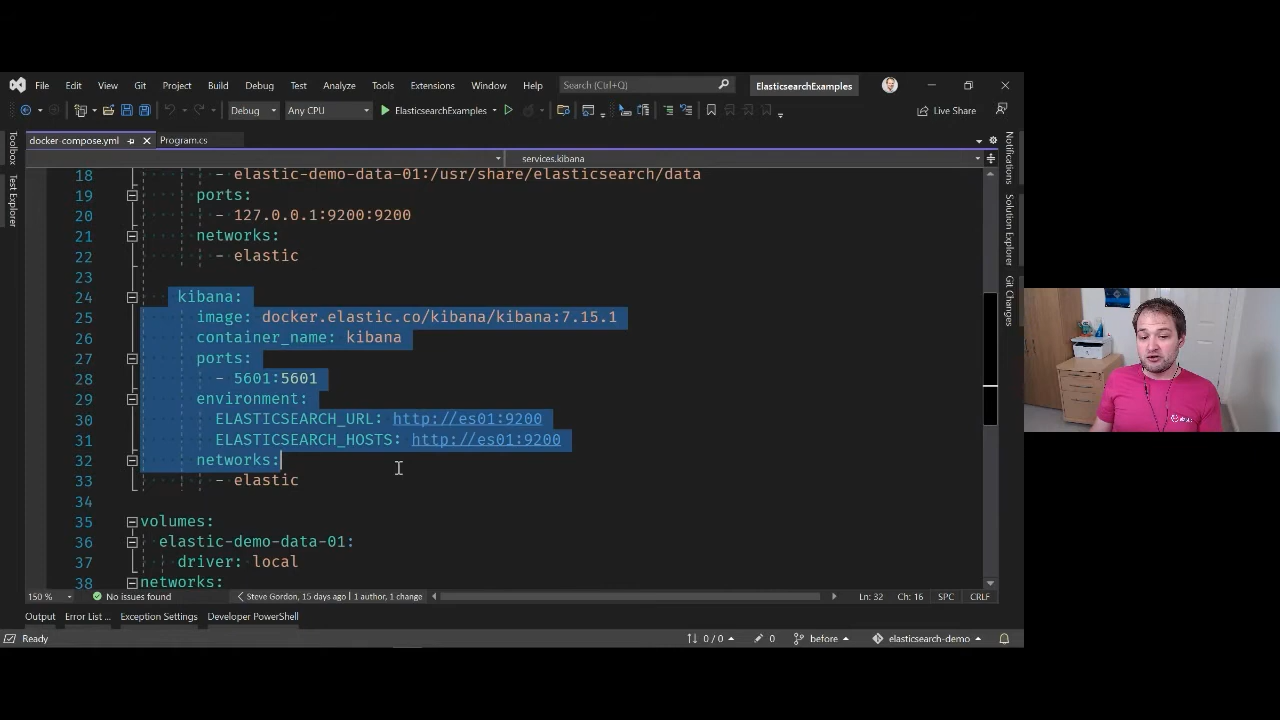 File Edit View Git Project Build Debug Test Analyze Tools Extensions Window Help Search (Ctrl+Q) ElasticsearchExamples
Debug Any CPU ElasticsearchExamples Live Share
docker-compose.yml Program.cs
services.kibana
Toolbox
Test Explorer
Notifications
Solution Explorer
Git Changes
18 - elastic-demo-data-01:/usr/share/elasticsearch/data
19 ports:
20 - 127.0.0.1:9200:9200
21 networks:
22 - elastic
23
24 kibana:
25 image: docker.elastic.co/kibana/kibana:7.15.1
26 container_name: kibana
27 ports:
28 - 5601:5601
29 environment:
30 ELASTICSEARCH_URL: http://es01:9200
31 ELASTICSEARCH_HOSTS: http://es01:9200
32 networks:
33 - elastic
34
35 volumes:
36 elastic-demo-data-01:
37 driver: local
38 networks:
150 % No issues found Steve Gordon, 15 days ago | 1 author, 1 change Ln: 32 Ch: 16 SPC CRLF
Output Error List ... Exception Settings Developer PowerShell
Ready 0 / 0 0 before elasticsearch-demo